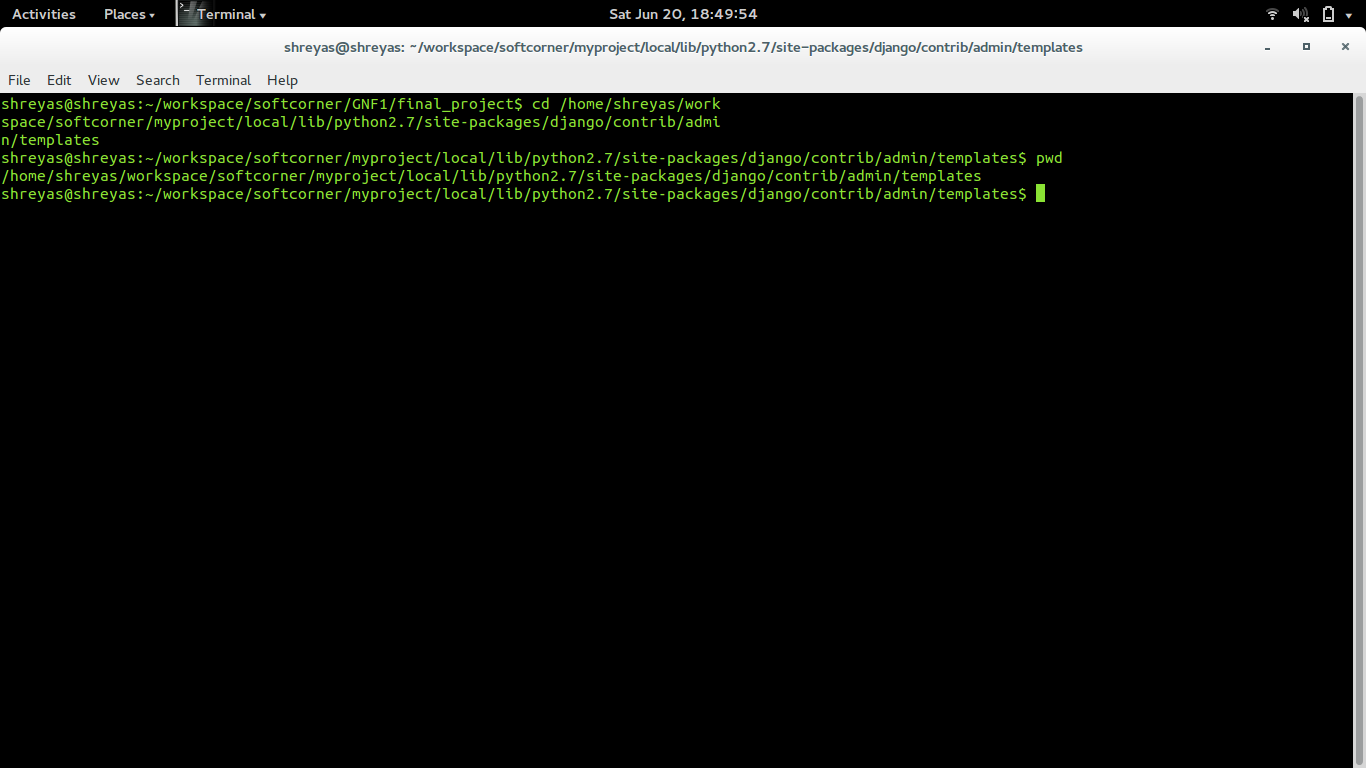 Activities Places Terminal Sat Jun 20, 18:49:54
shreyas@shreyas: ~/workspace/softcorner/myproject/local/lib/python2.7/site-packages/django/contrib/admin/templates
File Edit View Search Terminal Help
shreyas@shreyas:~/workspace/softcorner/GNF1/final_project$ cd /home/shreyas/work
space/softcorner/myproject/local/lib/python2.7/site-packages/django/contrib/admi
n/templates
shreyas@shreyas:~/workspace/softcorner/myproject/local/lib/python2.7/site-packages/django/contrib/admin/templates$ pwd
/home/shreyas/workspace/softcorner/myproject/local/lib/python2.7/site-packages/django/contrib/admin/templates
shreyas@shreyas:~/workspace/softcorner/myproject/local/lib/python2.7/site-packages/django/contrib/admin/templates$